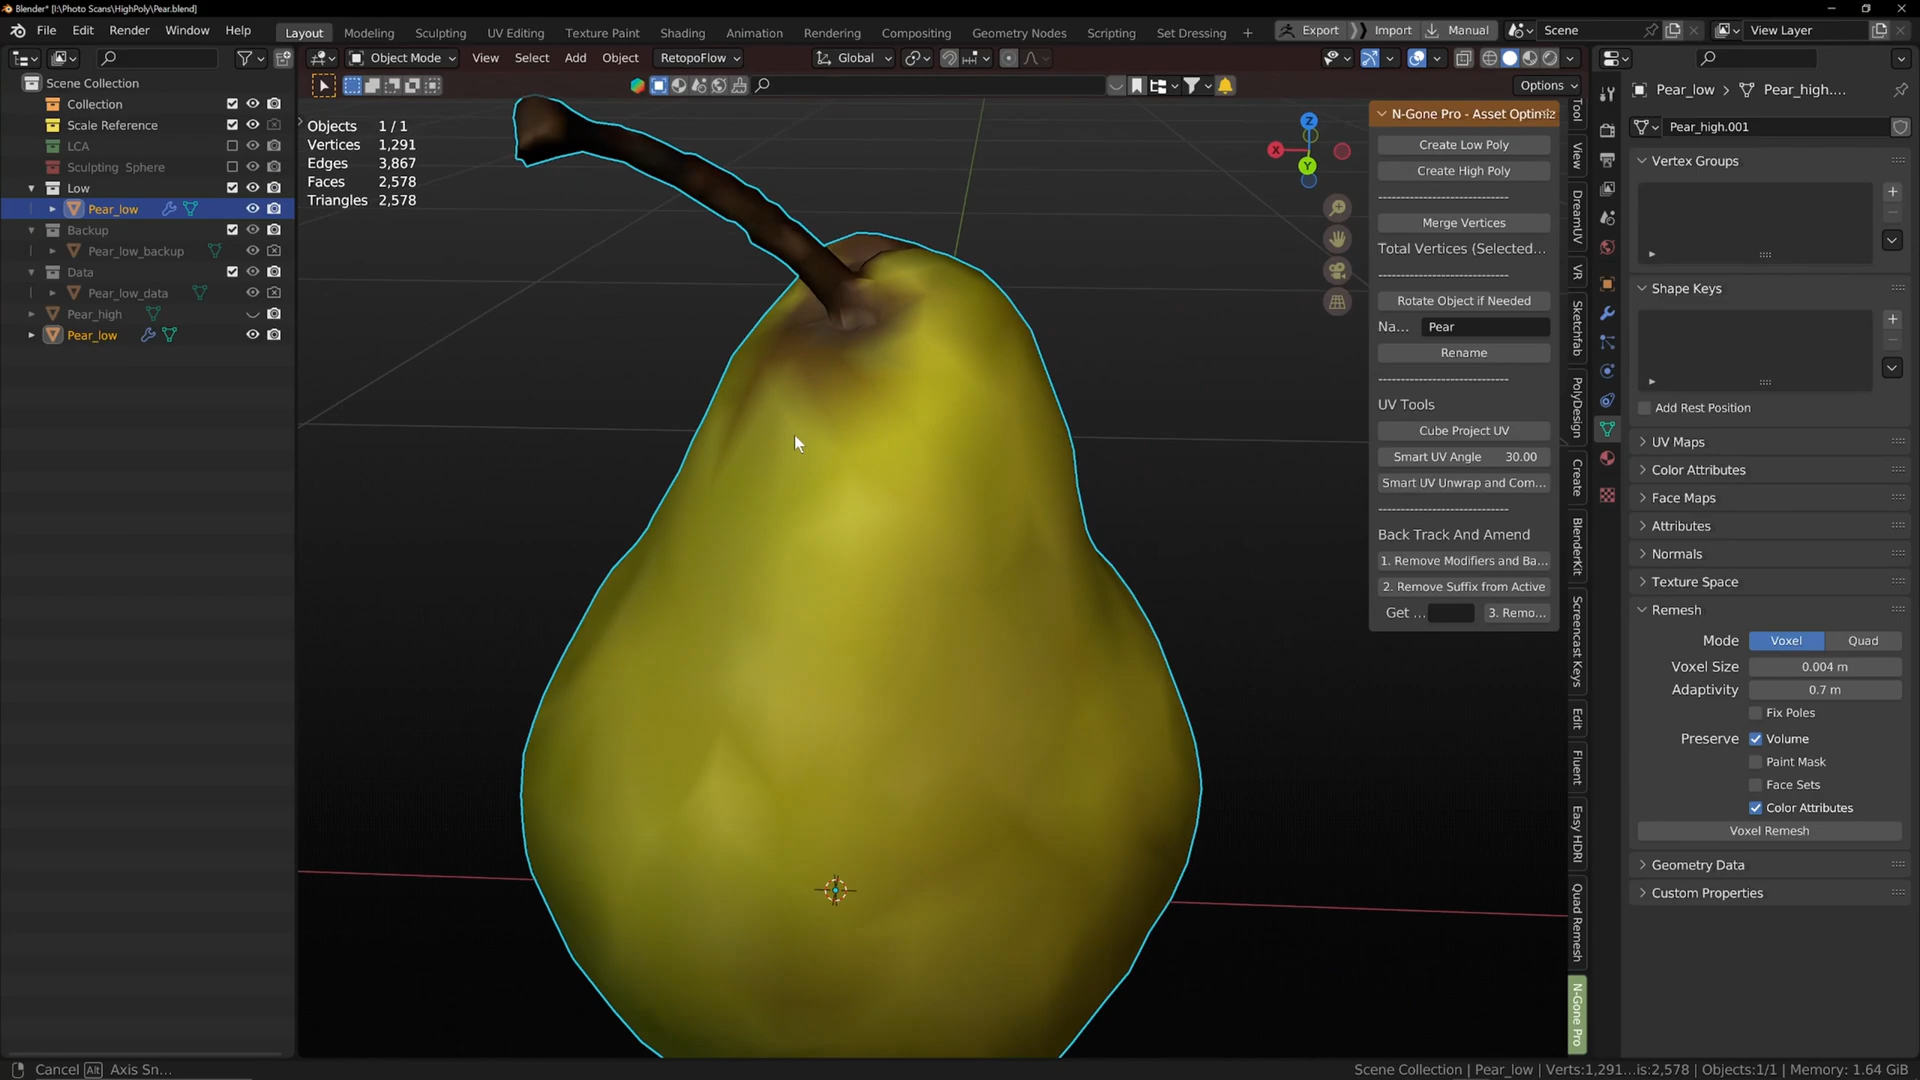 Blender* [I:\Photo Scans\HighPoly\Pear.blend]
File Edit Render Window Help
Layout Modeling Sculpting UV Editing Texture Paint Shading Animation Rendering Compositing Geometry Nodes Scripting Set Dressing +
Export Import Manual Scene View Layer
Object Mode View Select Add Object RetopoFlow Global
Options
Scene Collection
Collection
Scale Reference
LCA
Sculpting Sphere
Low
Pear_low
Backup
Pear_low_backup
Data
Pear_low_data
Pear_high
Pear_low
Objects 1 / 1
Vertices 1,291
Edges 3,867
Faces 2,578
Triangles 2,578
Z
X
Y
N-Gone Pro - Asset Optimiz
Create Low Poly
Create High Poly
-----------------------------
Merge Vertices
Total Vertices (Selected...
-----------------------------
Rotate Object if Needed
Na... Pear
Rename
-----------------------------
UV Tools
Cube Project UV
Smart UV Angle 30.00
Smart UV Unwrap and Com...
-----------------------------
Back Track And Amend
1. Remove Modifiers and Ba...
2. Remove Suffix from Active
Get ... 3. Remo...
Tool
View
DreamUV
VR
Sketchfab
PolyDesign
Create
BlenderKit
Screencast Keys
Edit
Fluent
Easy HDRI
Quad Remesh
N-Gone Pro
Pear_low > Pear_high....
Pear_high.001
Vertex Groups
Shape Keys
Add Rest Position
UV Maps
Color Attributes
Face Maps
Attributes
Normals
Texture Space
Remesh
Mode Voxel Quad
Voxel Size 0.004 m
Adaptivity 0.7 m
Fix Poles
Preserve Volume
Paint Mask
Face Sets
Color Attributes
Voxel Remesh
Geometry Data
Custom Properties
Cancel Alt Axis Sn...
Scene Collection | Pear_low | Verts:1,291...is:2,578 | Objects:1/1 | Memory: 1.64 GiB